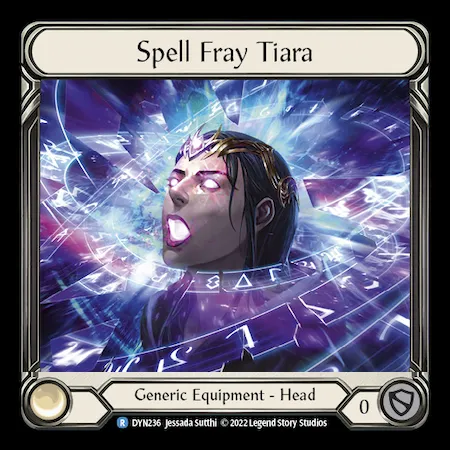 Spell Fray Tiara
Generic Equipment - Head
0
R DYN236 Jessada Sutthi © 2022 Legend Story Studios